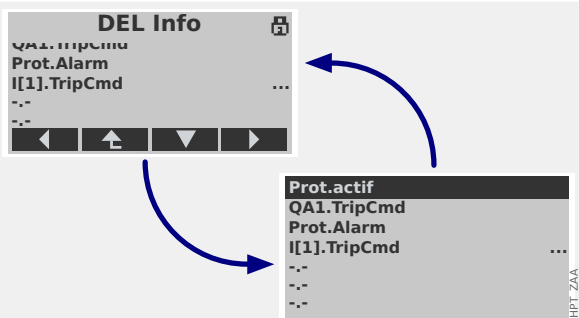 DEL Info
QA1.TripCmd
Prot.Alarm
I[1].TripCmd ...
-.-
-.-
Prot.actif
QA1.TripCmd
Prot.Alarm
I[1].TripCmd ...
-.-
-.-
-.-
HPT_ZAA